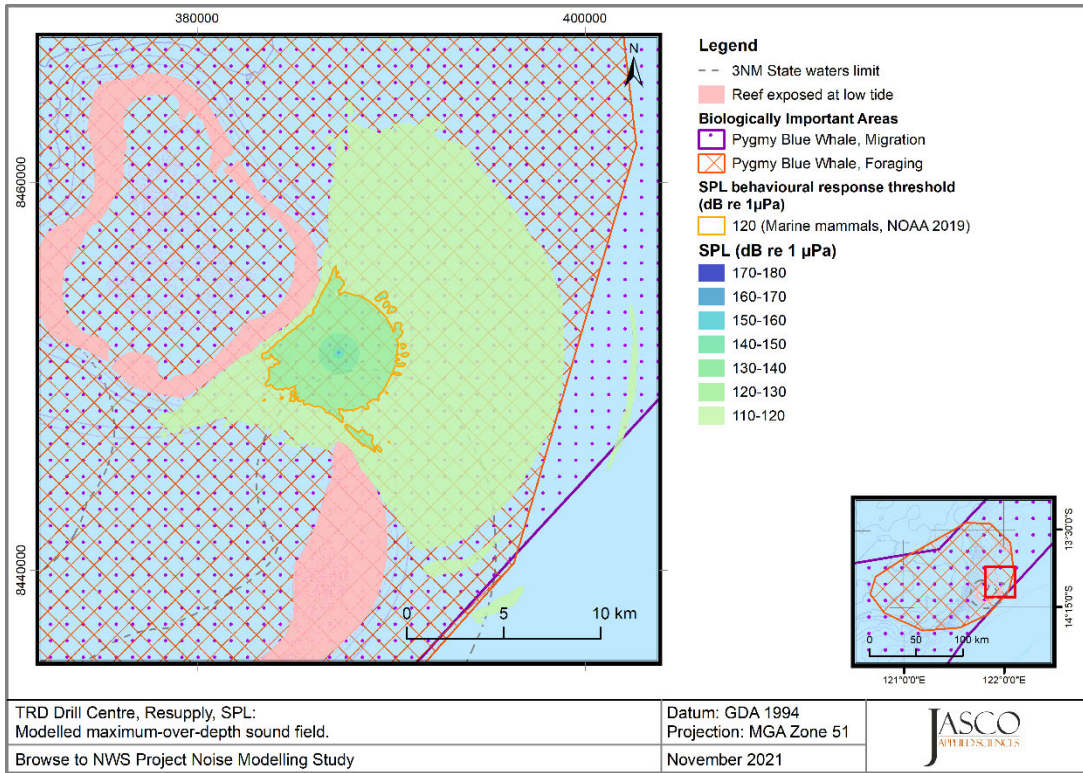 380000
400000
8460000
8440000
N
0
5
10 km
Legend
3NM State waters limit
Reef exposed at low tide
Biologically Important Areas
Pygmy Blue Whale, Migration
Pygmy Blue Whale, Foraging
SPL behavioural response threshold
(dB re 1µPa)
120 (Marine mammals, NOAA 2019)
SPL (dB re 1 µPa)
170-180
160-170
150-160
140-150
130-140
120-130
110-120
13°30'0"S
14°15'0"S
0 50 100 km
121°0'0"E
122°0'0"E
TRD Drill Centre, Resupply, SPL:
Modelled maximum-over-depth sound field.
Browse to NWS Project Noise Modelling Study
Datum: GDA 1994
Projection: MGA Zone 51
November 2021
JASCO
APPLIED SCIENCES